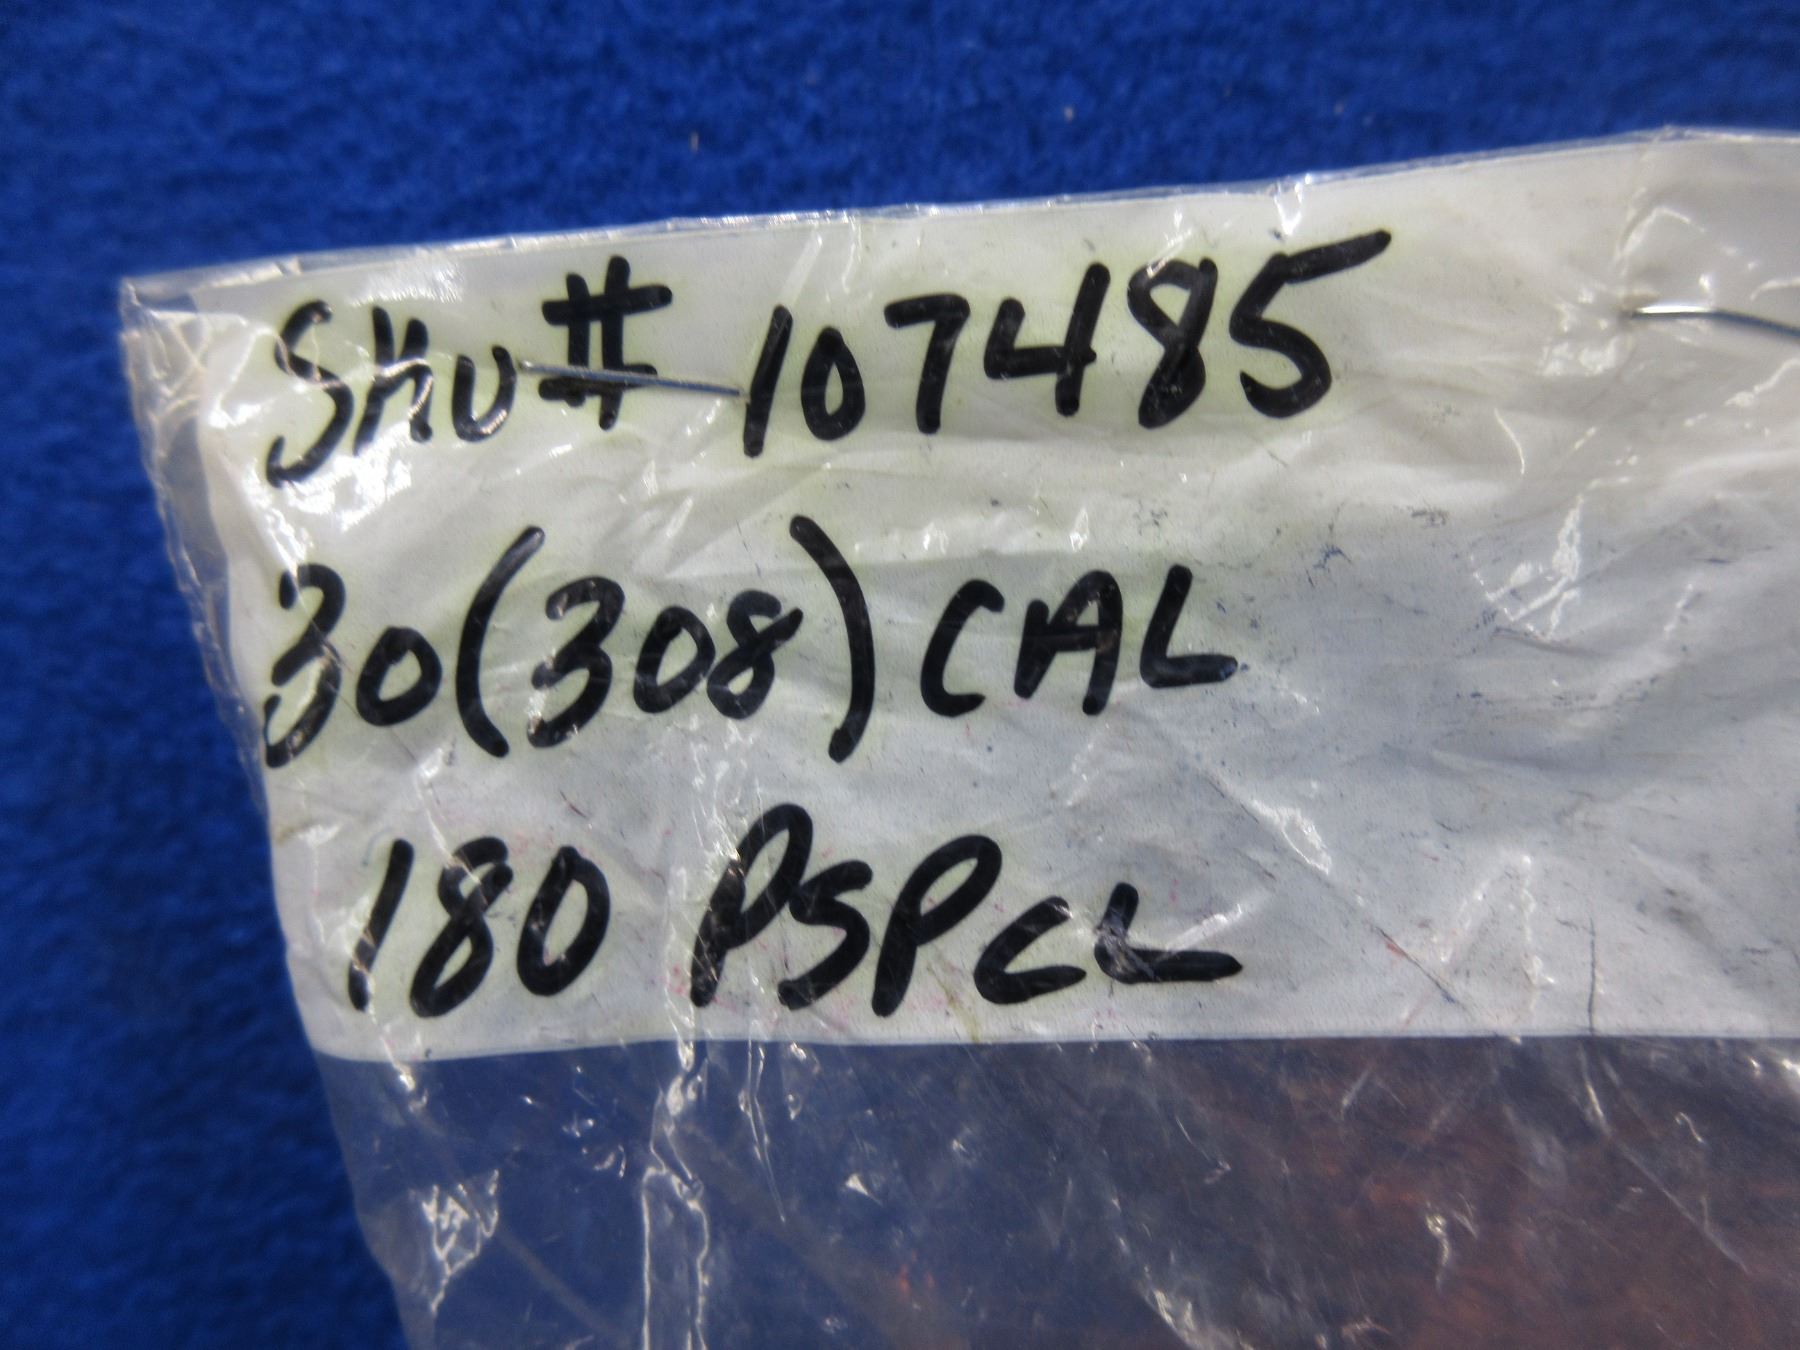 SKU# 107485
30(308) CAL
180 PSPCL